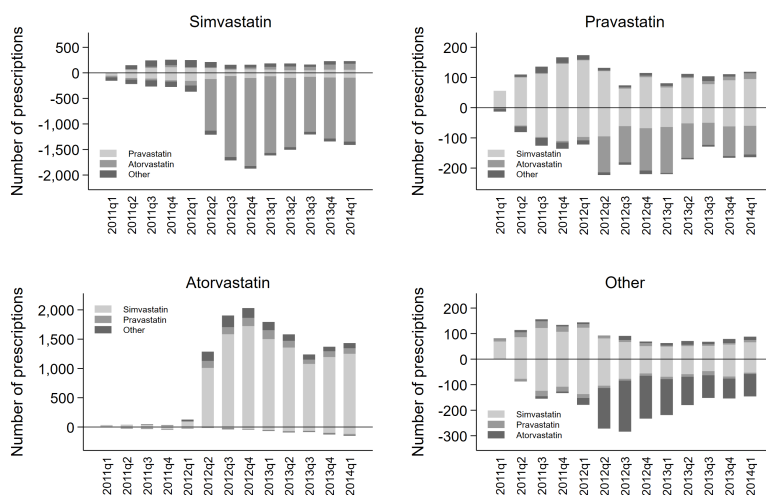 Simvastatin
Number of prescriptions
500
0
-500
-1,000
-1,500
-2,000
Pravastatin
Atorvastatin
Other
2011q1
2011q2
2011q3
2011q4
2012q1
2012q2
2012q3
2012q4
2013q1
2013q2
2013q3
2013q4
2014q1
Pravastatin
Number of prescriptions
200
100
0
-100
-200
Simvastatin
Atorvastatin
Other
2011q1
2011q2
2011q3
2011q4
2012q1
2012q2
2012q3
2012q4
2013q1
2013q2
2013q3
2013q4
2014q1
Atorvastatin
Number of prescriptions
2,000
1,500
1,000
500
0
Simvastatin
Pravastatin
Other
2011q1
2011q2
2011q3
2011q4
2012q1
2012q2
2012q3
2012q4
2013q1
2013q2
2013q3
2013q4
2014q1
Other
Number of prescriptions
200
100
0
-100
-200
-300
Simvastatin
Pravastatin
Atorvastatin
2011q1
2011q2
2011q3
2011q4
2012q1
2012q2
2012q3
2012q4
2013q1
2013q2
2013q3
2013q4
2014q1